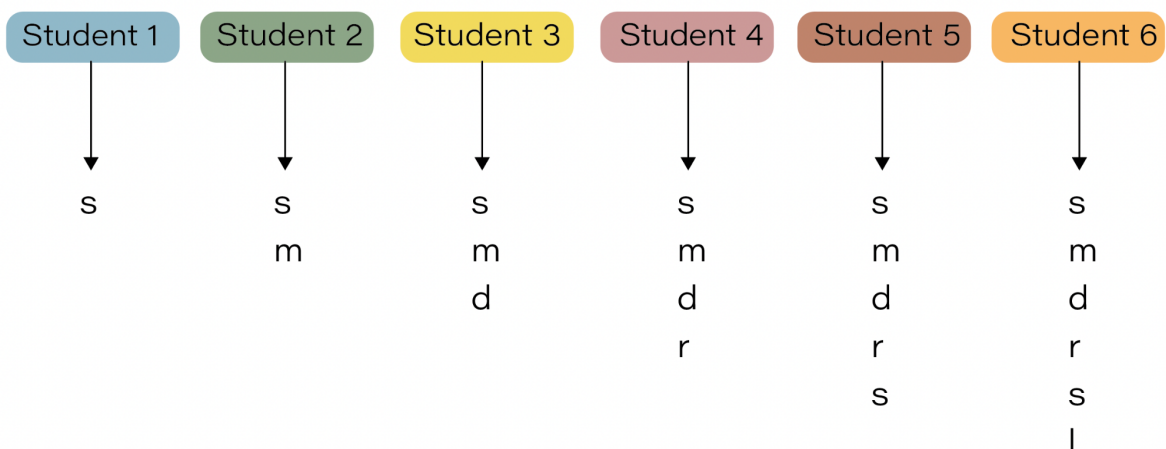 Student 1 Student 2 Student 3 Student 4 Student 5 Student 6
s s s s s s
m m m m m
d d d d
r r r
s s
l